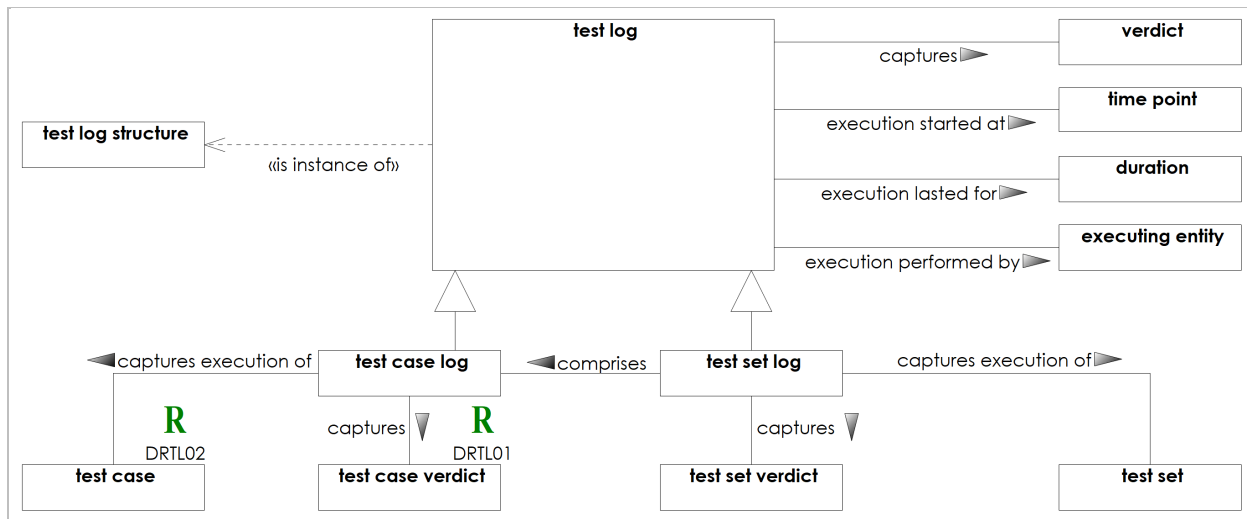 test log
verdict
captures
time point
execution started at
test log structure
«is instance of»
duration
execution lasted for
executing entity
execution performed by
captures execution of
test case log
comprises
test set log
captures execution of
R
DRTL02
captures
R
DRTL01
captures
test case
test case verdict
test set verdict
test set